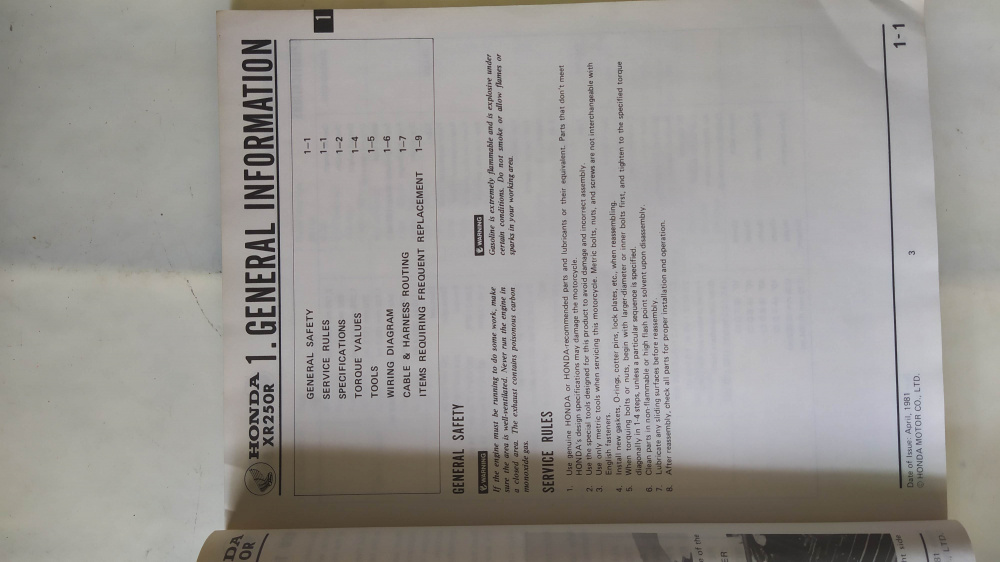 HONDA
XR250R
1. GENERAL INFORMATION
1
GENERAL SAFETY 1-1
SERVICE RULES 1-1
SPECIFICATIONS 1-2
TORQUE VALUES 1-4
TOOLS 1-5
WIRING DIAGRAM 1-6
CABLE & HARNESS ROUTING 1-7
ITEMS REQUIRING FREQUENT REPLACEMENT 1-9
GENERAL SAFETY
WARNING
If the engine must be running to do some work, make
sure the area is well-ventilated. Never run the engine in
a closed area. The exhaust contains poisonous carbon
monoxide gas.
WARNING
Gasoline is extremely flammable and is explosive under
certain conditions. Do not smoke or allow flames or
sparks in your working area.
SERVICE RULES
1. Use genuine HONDA or HONDA-recommended parts and lubricants or their equivalent. Parts that don't meet
HONDA's design specifications may damage the motorcycle.
2. Use the special tools designed for this product to avoid damage and incorrect assembly.
3. Use only metric tools when servicing this motorcycle. Metric bolts, nuts, and screws are not interchangeable with
English fasteners.
4. Install new gaskets, O-rings, cotter pins, lock plates, etc., when reassembling.
5. When torquing bolts or nuts, begin with larger-diameter or inner bolts first, and tighten to the specified torque
diagonally in 1-4 steps, unless a particular sequence is specified.
6. Clean parts in non-flammable or high flash point solvent upon disassembly.
7. Lubricate any sliding surfaces before reassembly.
8. After reassembly, check all parts for proper installation and operation.
Date of Issue: April, 1981
© HONDA MOTOR CO., LTD.
3
1-1
DA
OR
e of the
ER
nt side
81
, LTD.